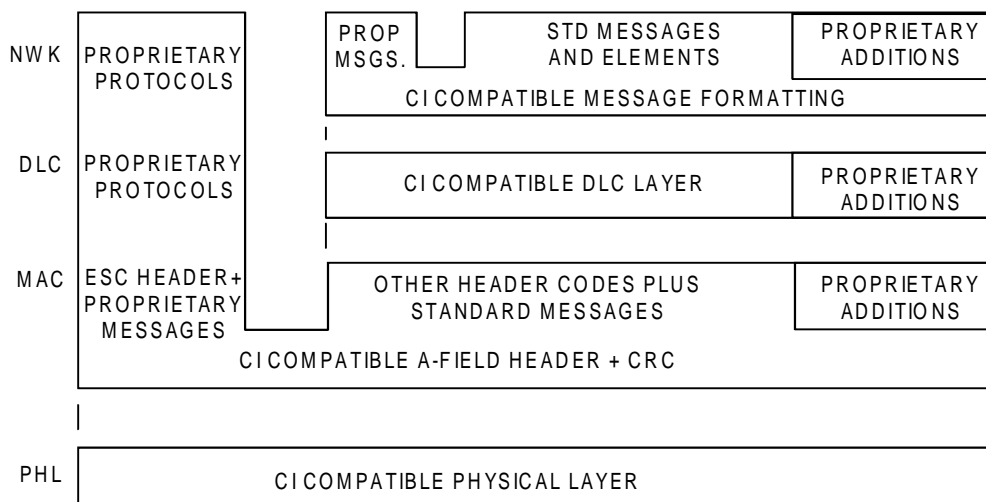 NWK
PROPRIETARY
PROTOCOLS
PROP
MSGS.
STD MESSAGES
AND ELEMENTS
PROPRIETARY
ADDITIONS
CI COMPATIBLE MESSAGE FORMATTING
DLC
PROPRIETARY
PROTOCOLS
CI COMPATIBLE DLC LAYER
PROPRIETARY
ADDITIONS
MAC
ESC HEADER+
PROPRIETARY
MESSAGES
OTHER HEADER CODES PLUS
STANDARD MESSAGES
PROPRIETARY
ADDITIONS
CI COMPATIBLE A-FIELD HEADER + CRC
PHL
CI COMPATIBLE PHYSICAL LAYER